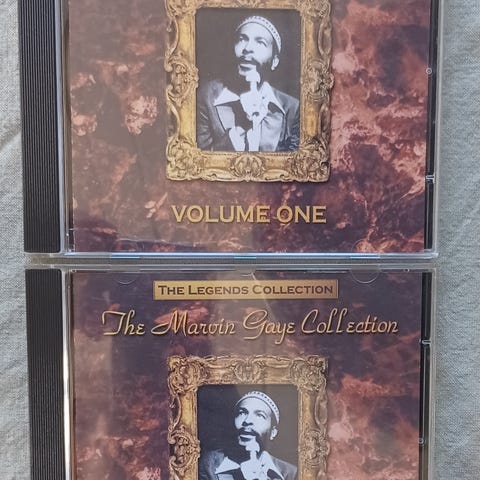 VOLUME ONE
THE LEGENDS COLLECTION
The Marvin Gaye Collection